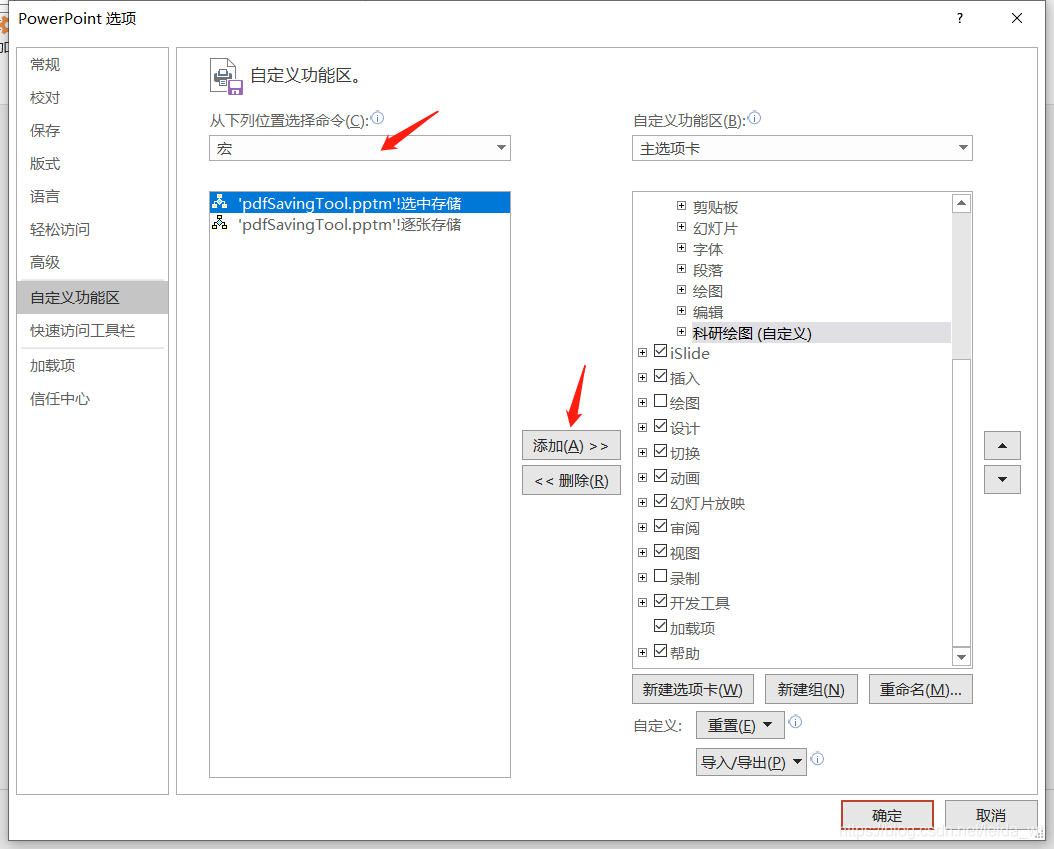 PowerPoint 选项
?
常规
校对
保存
版式
语言
轻松访问
高级
自定义功能区
快速访问工具栏
加载项
信任中心
自定义功能区。
从下列位置选择命令(C):
宏
'pdfSavingTool.pptm'!选中存储
'pdfSavingTool.pptm'!逐张存储
添加(A) >>
<< 删除(R)
自定义功能区(B):
主选项卡
剪贴板
幻灯片
字体
段落
绘图
编辑
科研绘图 (自定义)
iSlide
插入
绘图
设计
切换
动画
幻灯片放映
审阅
视图
录制
开发工具
加载项
帮助
新建选项卡(W) 新建组(N) 重命名(M)...
自定义: 重置(E)
导入/导出(P)
确定 取消